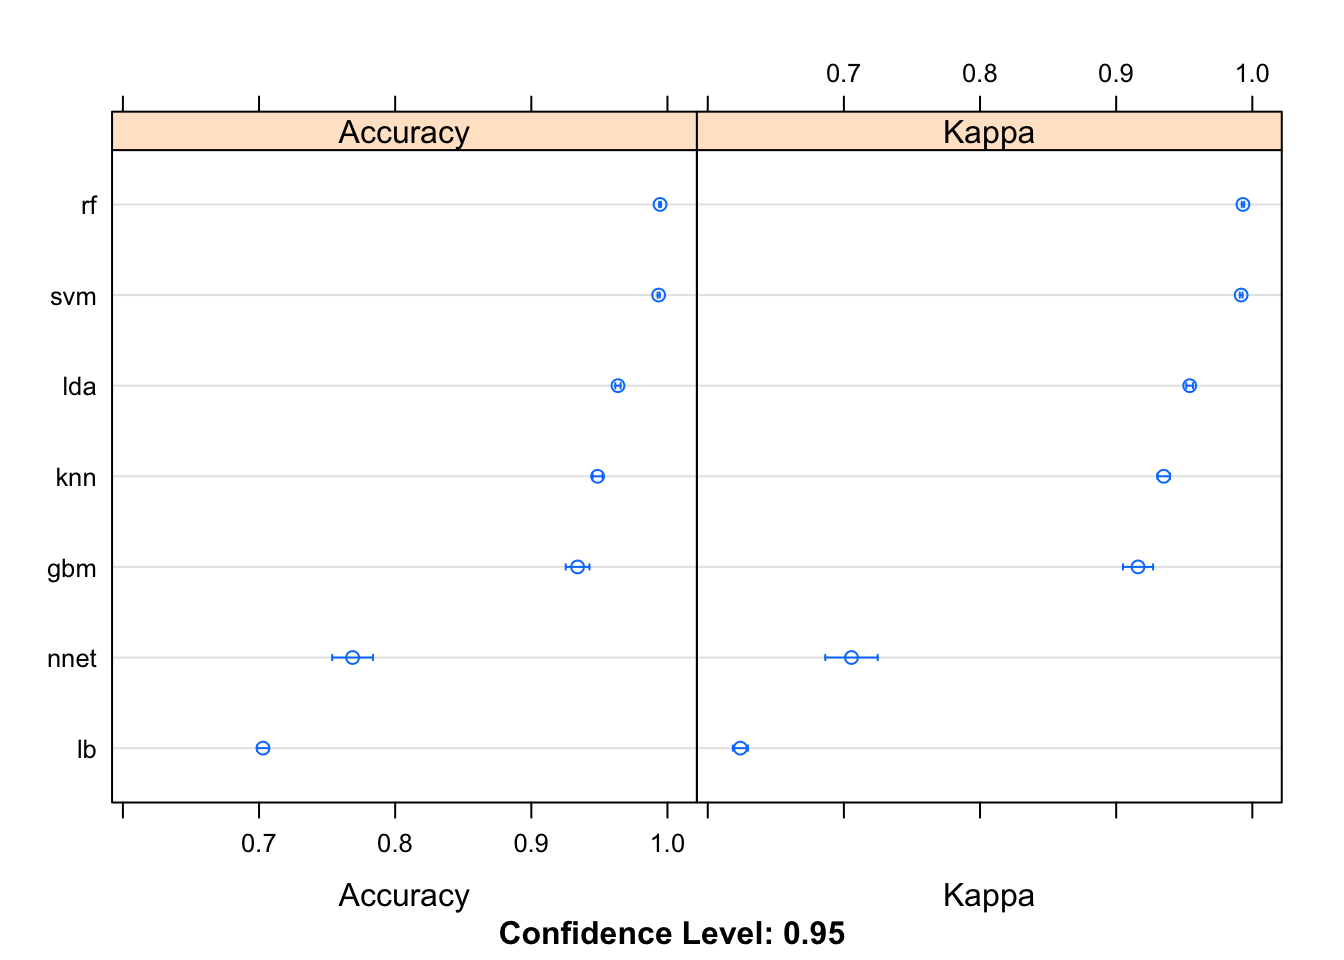 0.7 0.8 0.9 1.0
Accuracy Kappa
rf
svm
lda
knn
gbm
nnet
lb
0.7 0.8 0.9 1.0
Accuracy Kappa
Confidence Level: 0.95